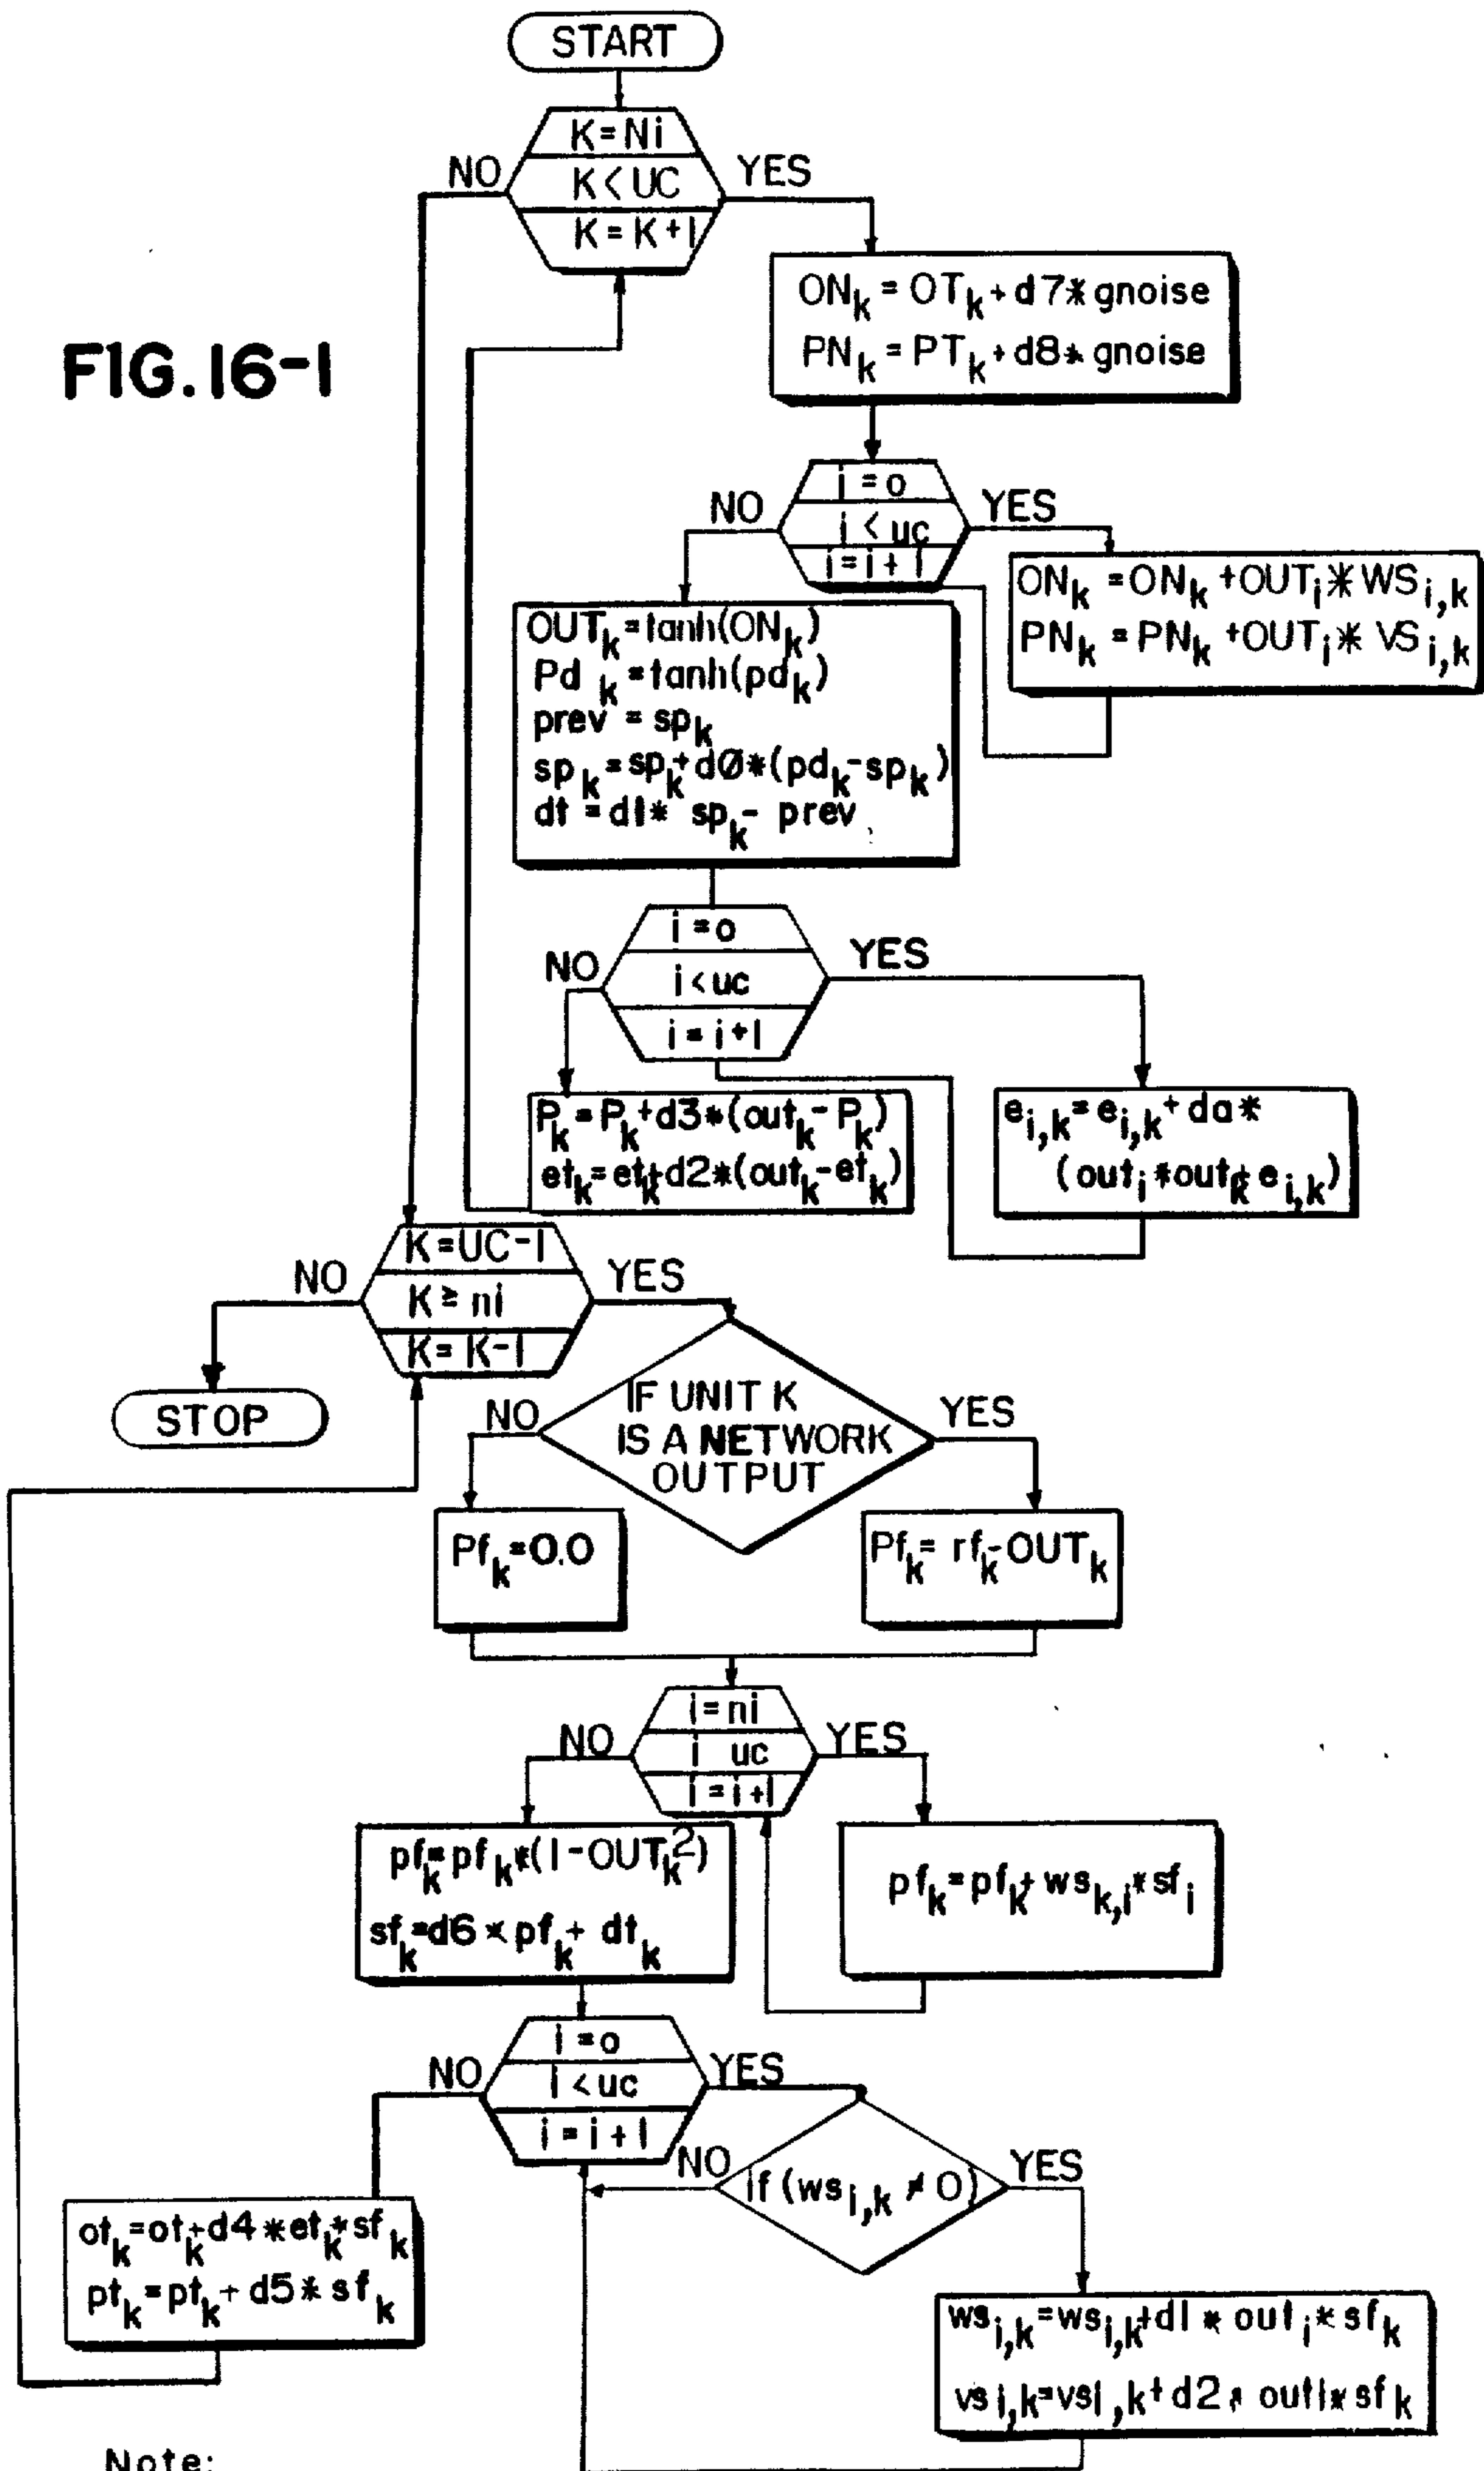 START
K=Ni
NO
YES
K<UC
K=K+1
ONk = OTk + d7* gnoise
PNk = PTk + d8* gnoise
FIG.16-1
i=o
NO
YES
i<uc
i=i+1
ONk = ONk + OUTi * WSi,k
PNk = PNk + OUTi * VSi,k
OUTk = tanh(ONk)
Pdk = tanh(pdk)
prev = spk
spk = spk + dØ*(pdk - spk)
dt = d1* spk - prev
i=o
NO
YES
i<uc
i=i+1
Pk = Pk + d3*(outk - Pk)
etk = etk + d2*(outk - etk)
ei,k = ei,k + da*
(outi * outk ei,k)
K=UC-1
NO
YES
K≥ni
K=K-1
STOP
IF UNIT K
IS A NETWORK
OUTPUT
NO
YES
Pfk = 0.0
Pfk = rfk - OUTk
i=ni
NO
YES
i uc
i=i+1
pfk = pfk*(1-OUTk²)
sfk = d6 * pfk + dtk
pfk = pfk + wsk,i * sfi
i=o
NO
YES
i<uc
i=i+1
NO
YES
if (wsi,k ≠ 0)
otk = otk + d4 * etk * sfk
ptk = ptk + d5 * sfk
wsi,k = wsi,k + d1 * outi * sfk
vsi,k = vsi,k + d2 * outi * sfk
Note: